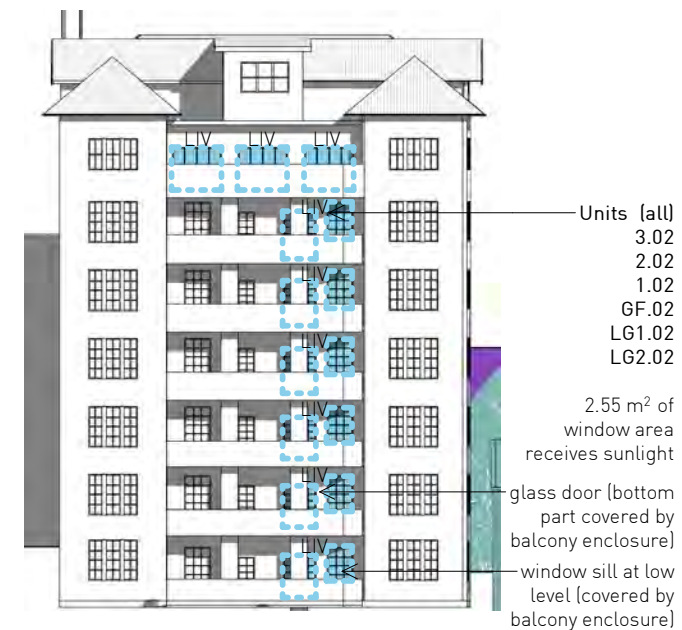 LIV LIV LIV
LIV
LIV
LIV
LIV
LIV
LIV
Units (all)
3.02
2.02
1.02
GF.02
LG1.02
LG2.02
2.55 m² of
window area
receives sunlight
glass door (bottom
part covered by
balcony enclosure)
window sill at low
level (covered by
balcony enclosure)